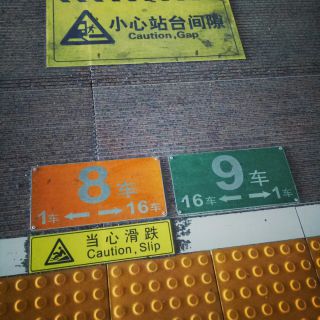 小心站台间隙
Caution,Gap
8车
1车 ←→ 16车
9车
16车 ←→ 1车
当心滑跌
Caution, Slip